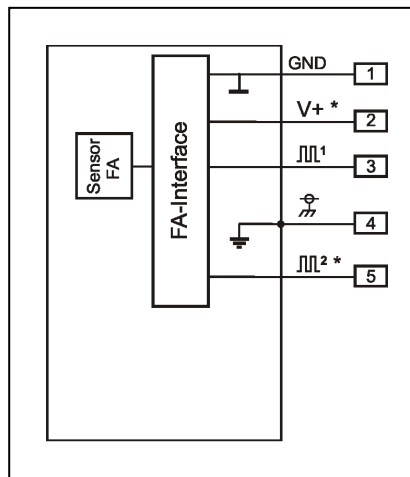 GND
1
V+ *
2
Sensor
FA
FA-Interface
1
3
4
2 *
5